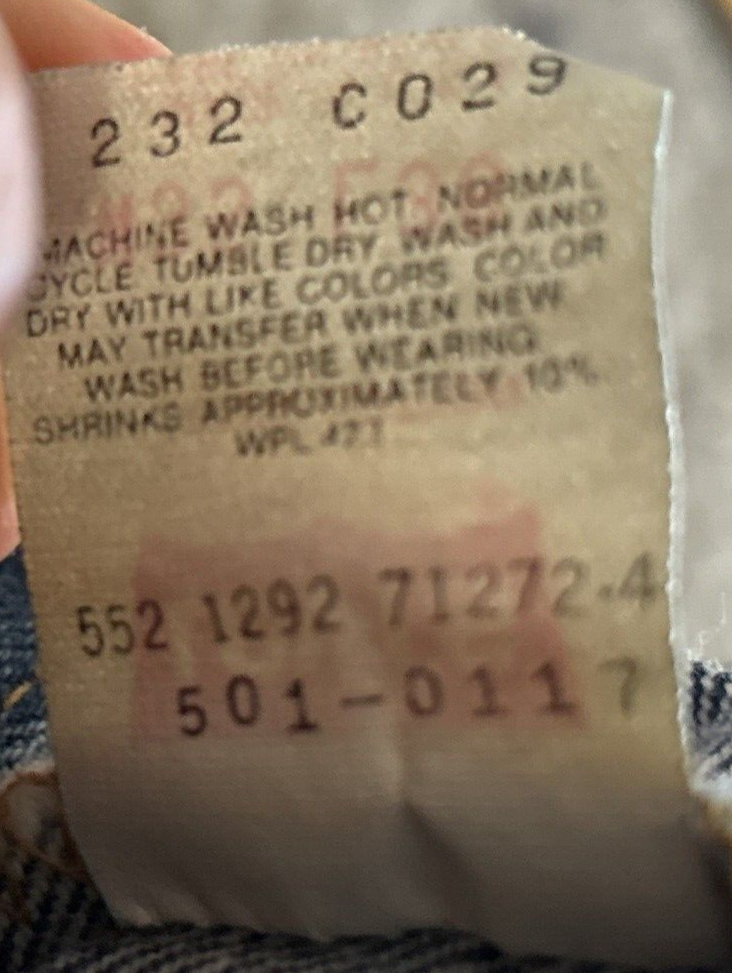 232 C029
MACHINE WASH HOT NORMAL
CYCLE TUMBLE DRY WASH AND
DRY WITH LIKE COLORS COLOR
MAY TRANSFER WHEN NEW
WASH BEFORE WEARING
SHRINKS APPROXIMATELY 10%
WPL 423
552 1292 71272-4
501-0117